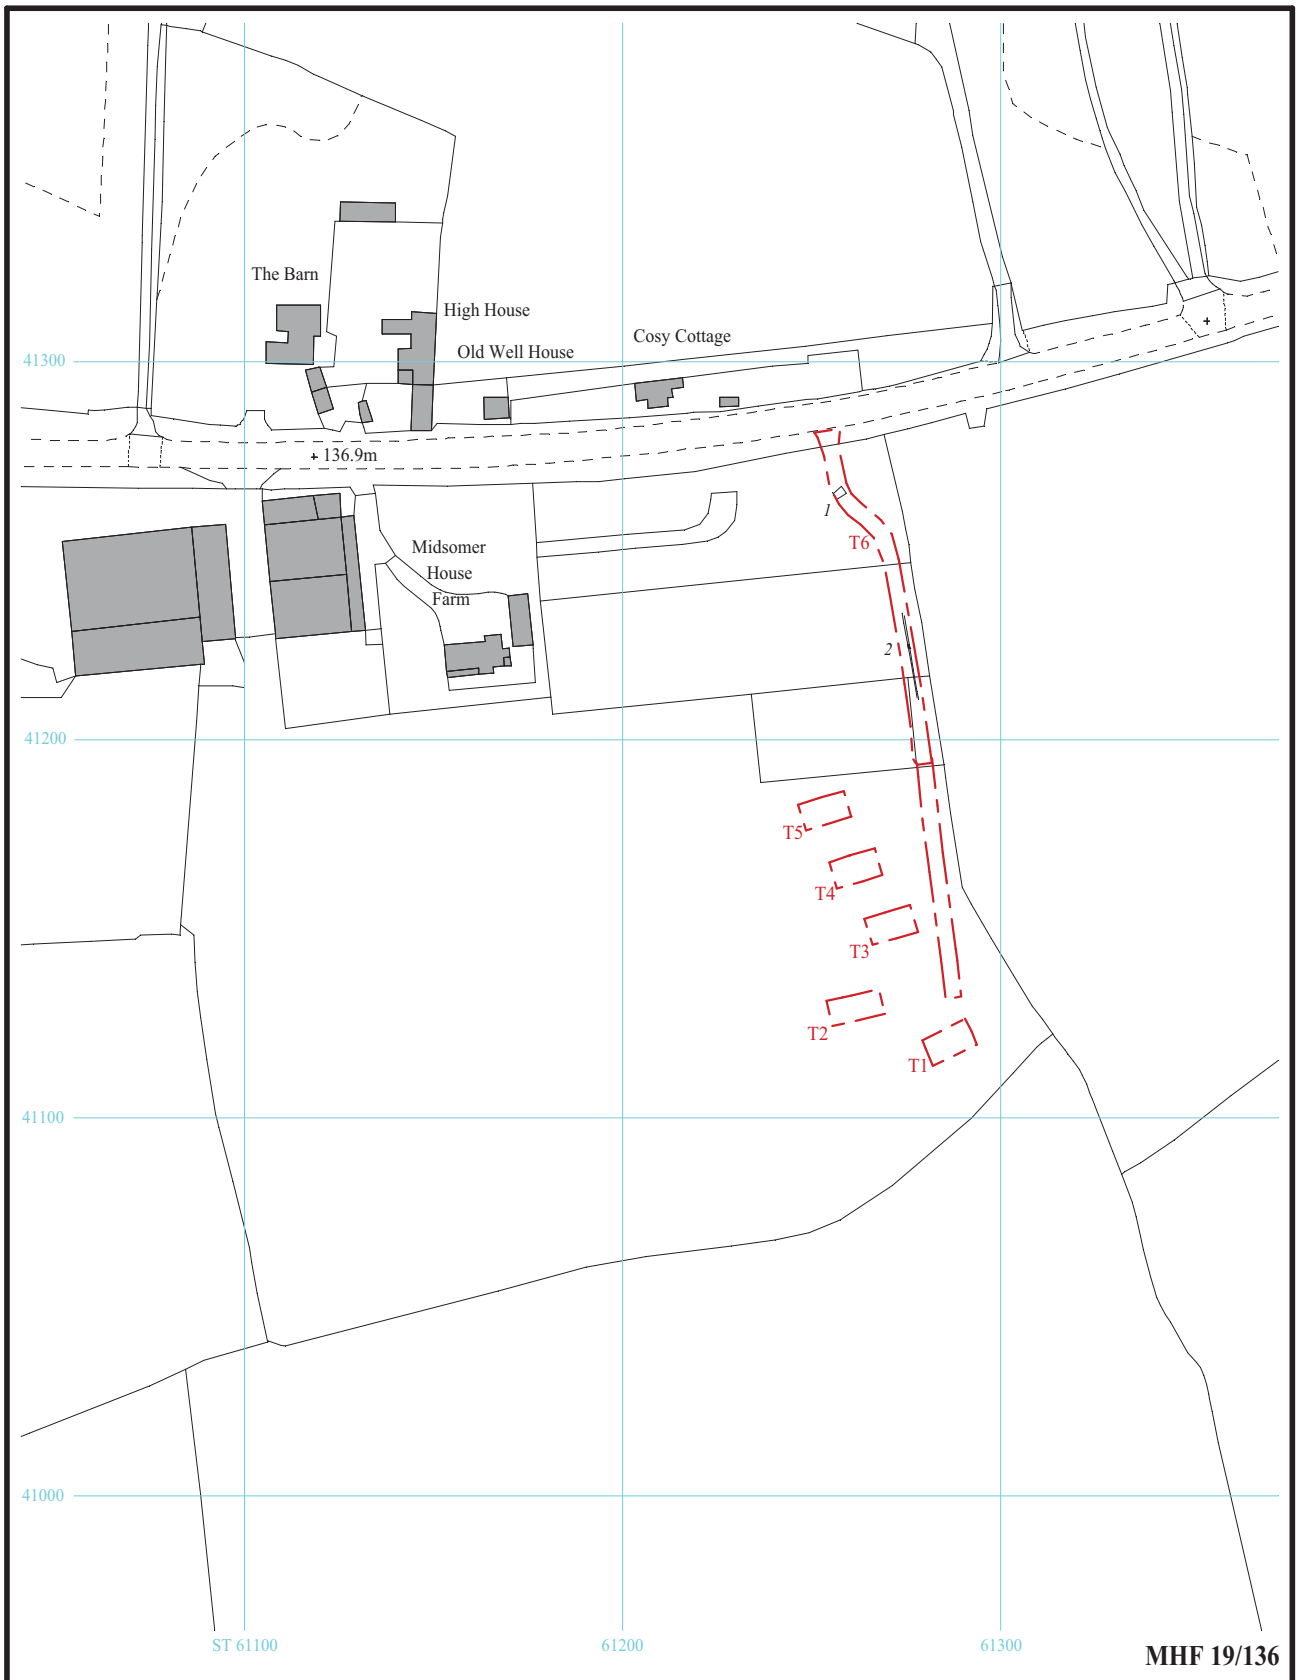 The Barn
High House
Cosy Cottage
Old Well House
41300
136.9m
1
T6
Midsomer
House
Farm
2
41200
T5
T4
T3
T2
T1
41100
41000
ST 61100
61200
61300
MHF 19/136